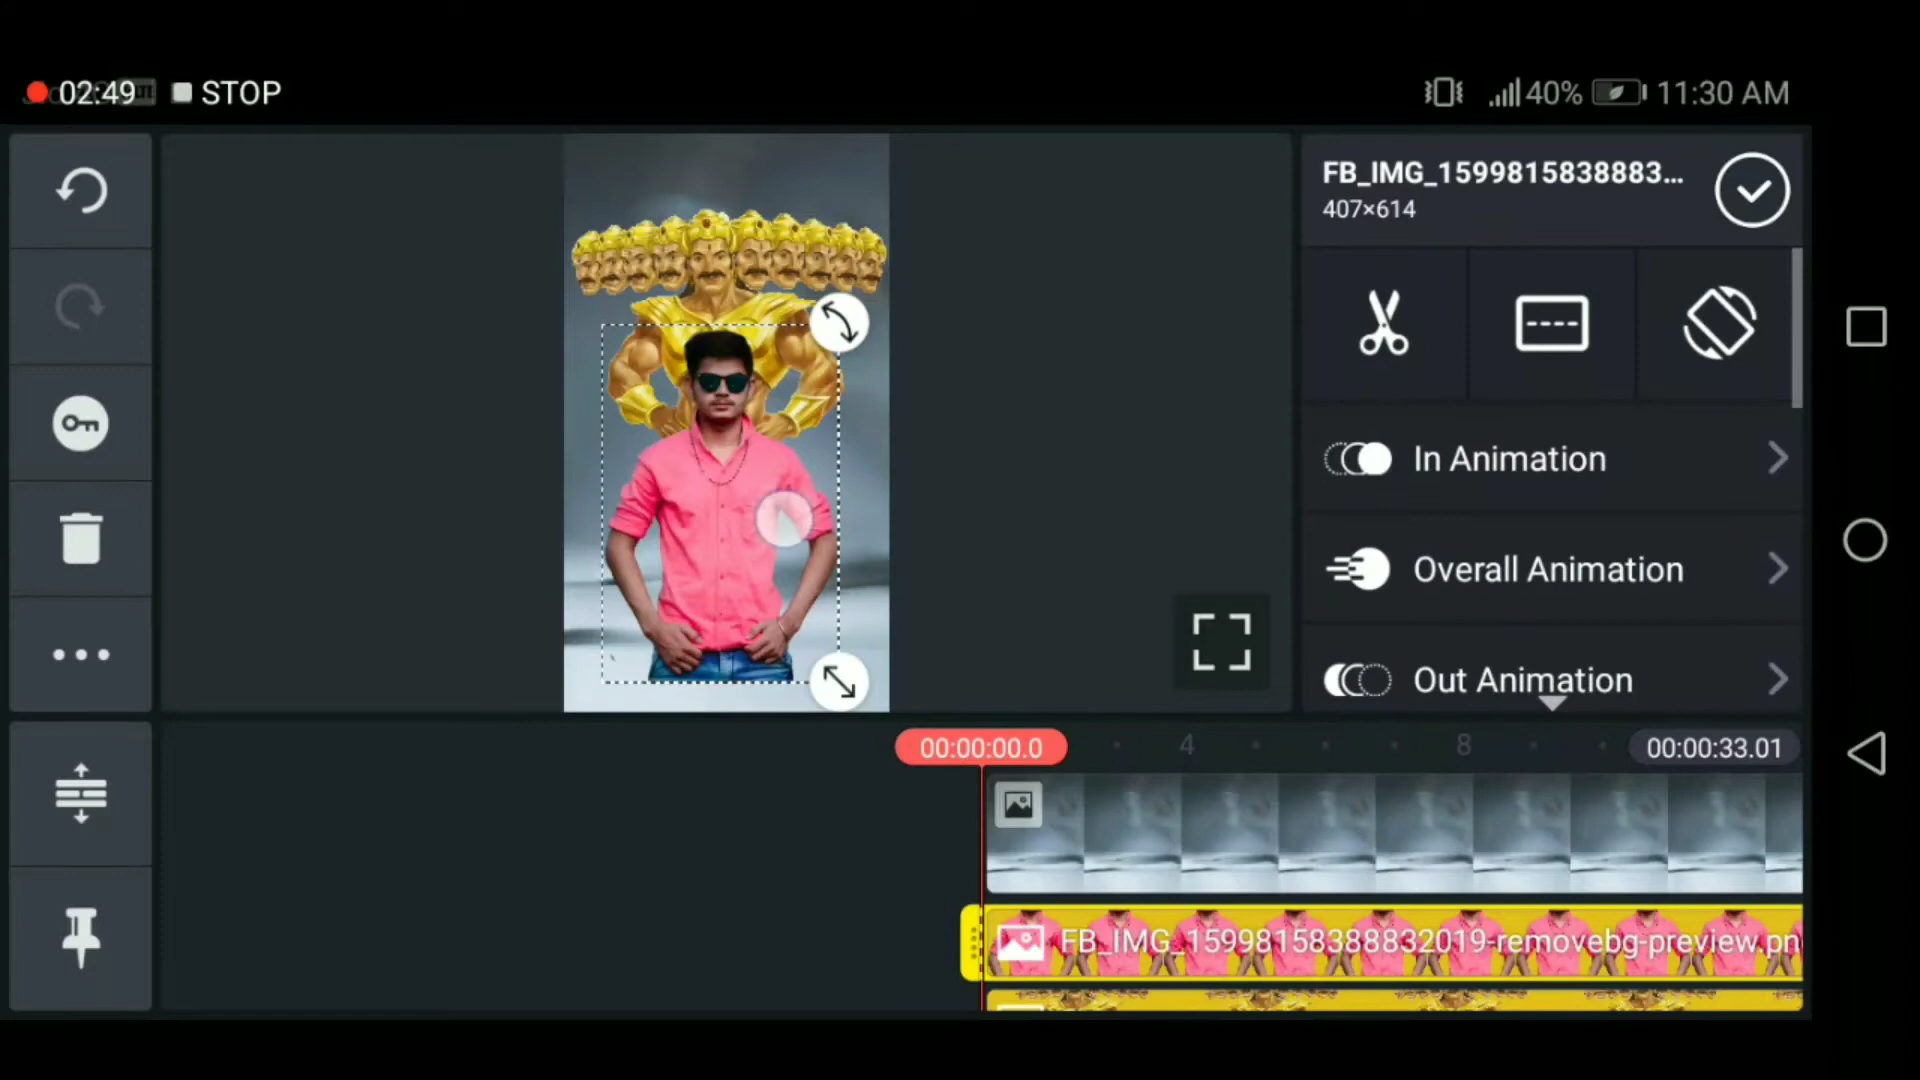 02:49 STOP
40% 11:30 AM
FB_IMG_1599815838883...
407×614
In Animation
Overall Animation
Out Animation
00:00:00.0 4 8 00:00:33.01
FB_IMG_15998158388832019-removebg-preview.pn